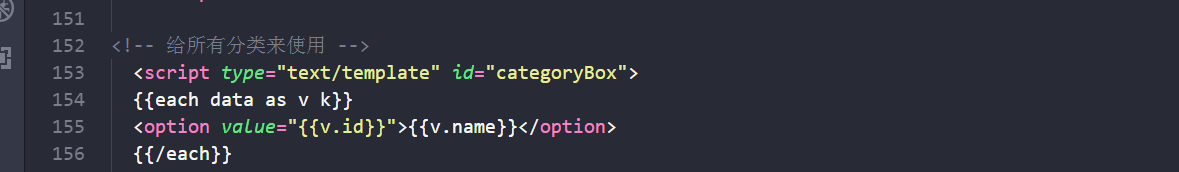 151
152 <!-- 给所有分类来使用 -->
153 <script type="text/template" id="categoryBox">
154 {{each data as v k}}
155 <option value="{{v.id}}">{{v.name}}</option>
156 {{/each}}